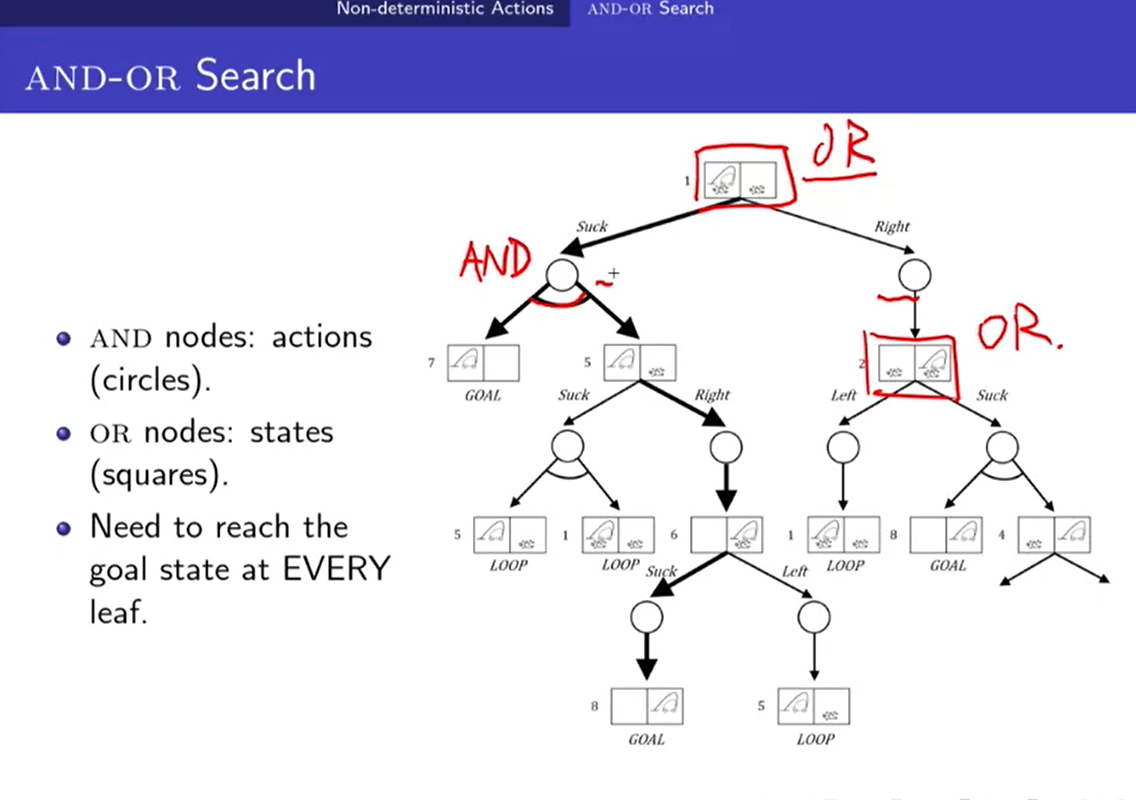 Non-deterministic Actions AND-OR Search
AND-OR Search
OR
1
Suck Right
AND
+
OR.
7 5 2
GOAL Suck Right Left Suck
5 1 6 1 8 4
LOOP LOOP Suck Left LOOP GOAL
8 5
GOAL LOOP
AND nodes: actions
(circles).
OR nodes: states
(squares).
Need to reach the
goal state at EVERY
leaf.